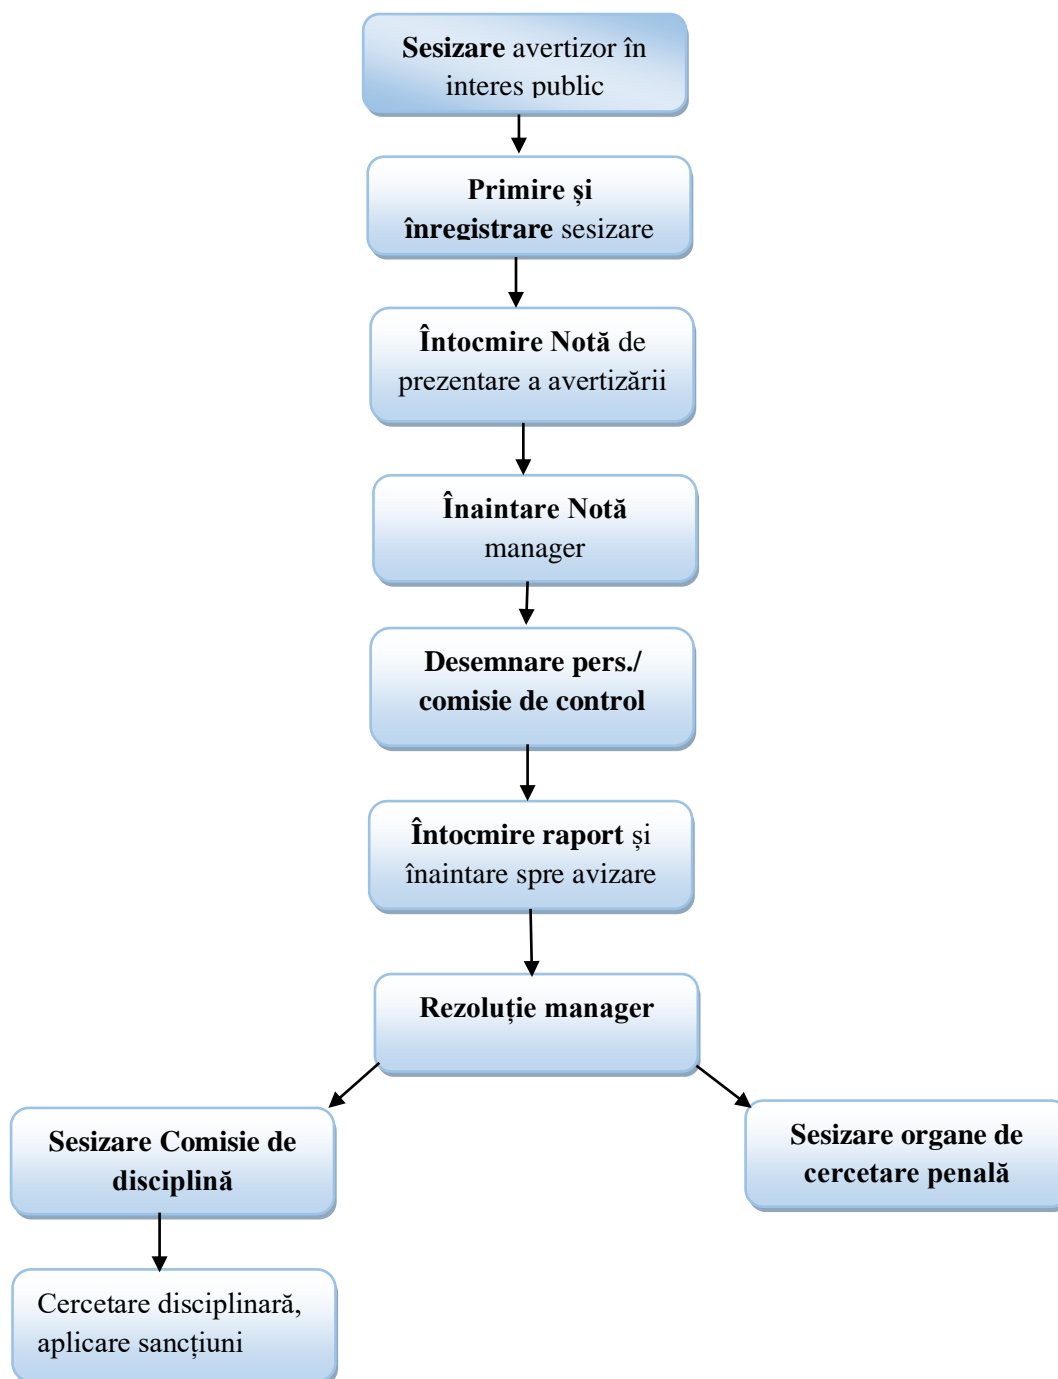 Sesizare avertizor în
interes public
Primire și
înregistrare sesizare
Întocmire Notă de
prezentare a avertizării
Înaintare Notă
manager
Desemnare pers./
comisie de control
Întocmire raport și
înaintare spre avizare
Rezoluție manager
Sesizare Comisie de
disciplină
Sesizare organe de
cercetare penală
Cercetare disciplinară,
aplicare sancțiuni